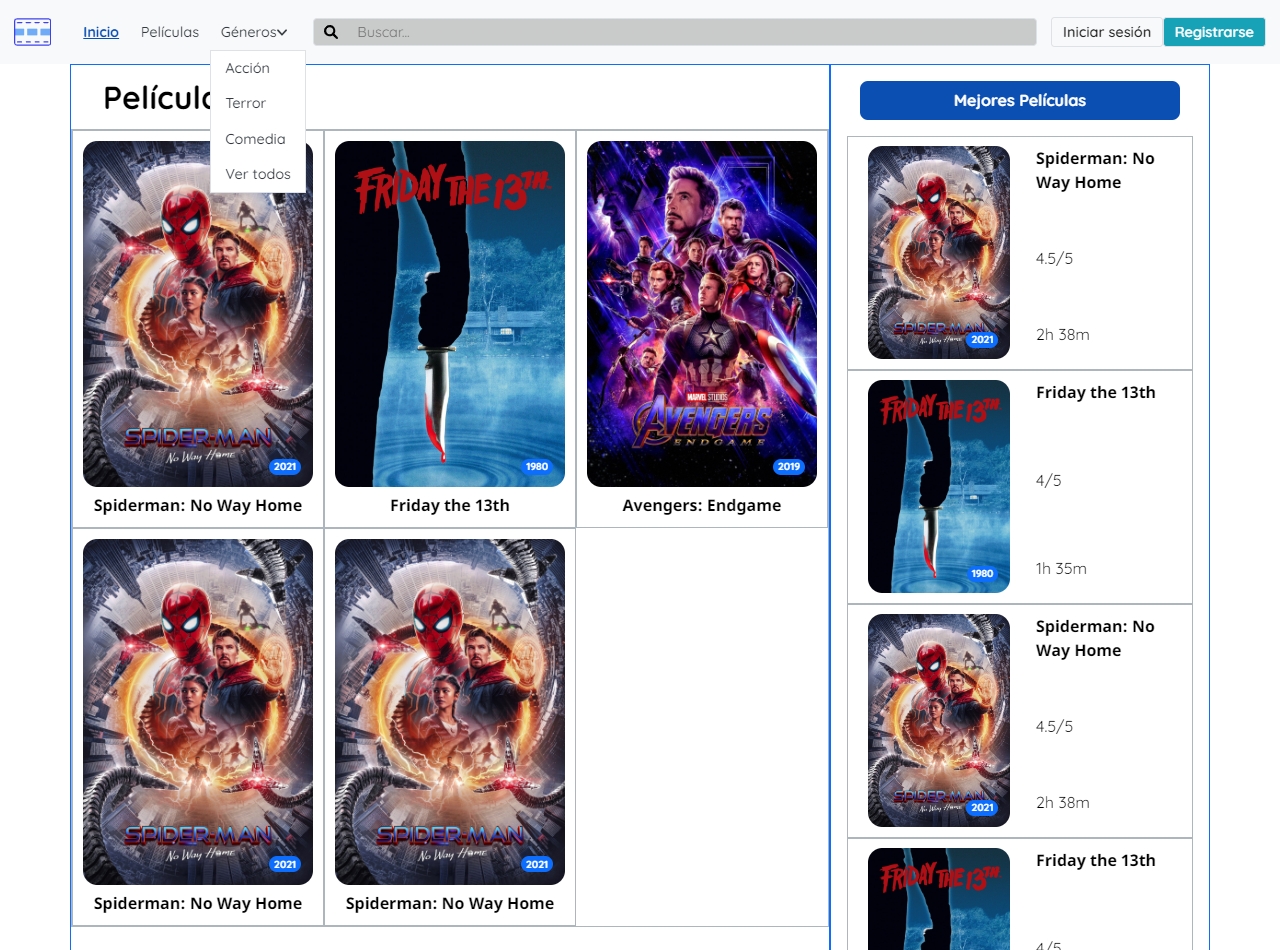 Inicio
Películas
Géneros
Buscar...
Iniciar sesión
Registrarse
Acción
Terror
Comedia
Ver todos
Películ
Mejores Películas
SPIDER-MAN
No Way Home
2021
Spiderman: No Way Home
FRIDAY THE 13TH
1980
Friday the 13th
MARVEL STUDIOS
AVENGERS
ENDGAME
2019
Avengers: Endgame
SPIDER-MAN
No Way Home
2021
Spiderman: No Way Home
SPIDER-MAN
No Way Home
2021
Spiderman: No Way Home
SPIDER-MAN
No Way Home
2021
Spiderman: No
Way Home
4.5/5
2h 38m
FRIDAY THE 13TH
1980
Friday the 13th
4/5
1h 35m
SPIDER-MAN
No Way Home
2021
Spiderman: No
Way Home
4.5/5
2h 38m
FRIDAY THE 13TH
Friday the 13th
4/5